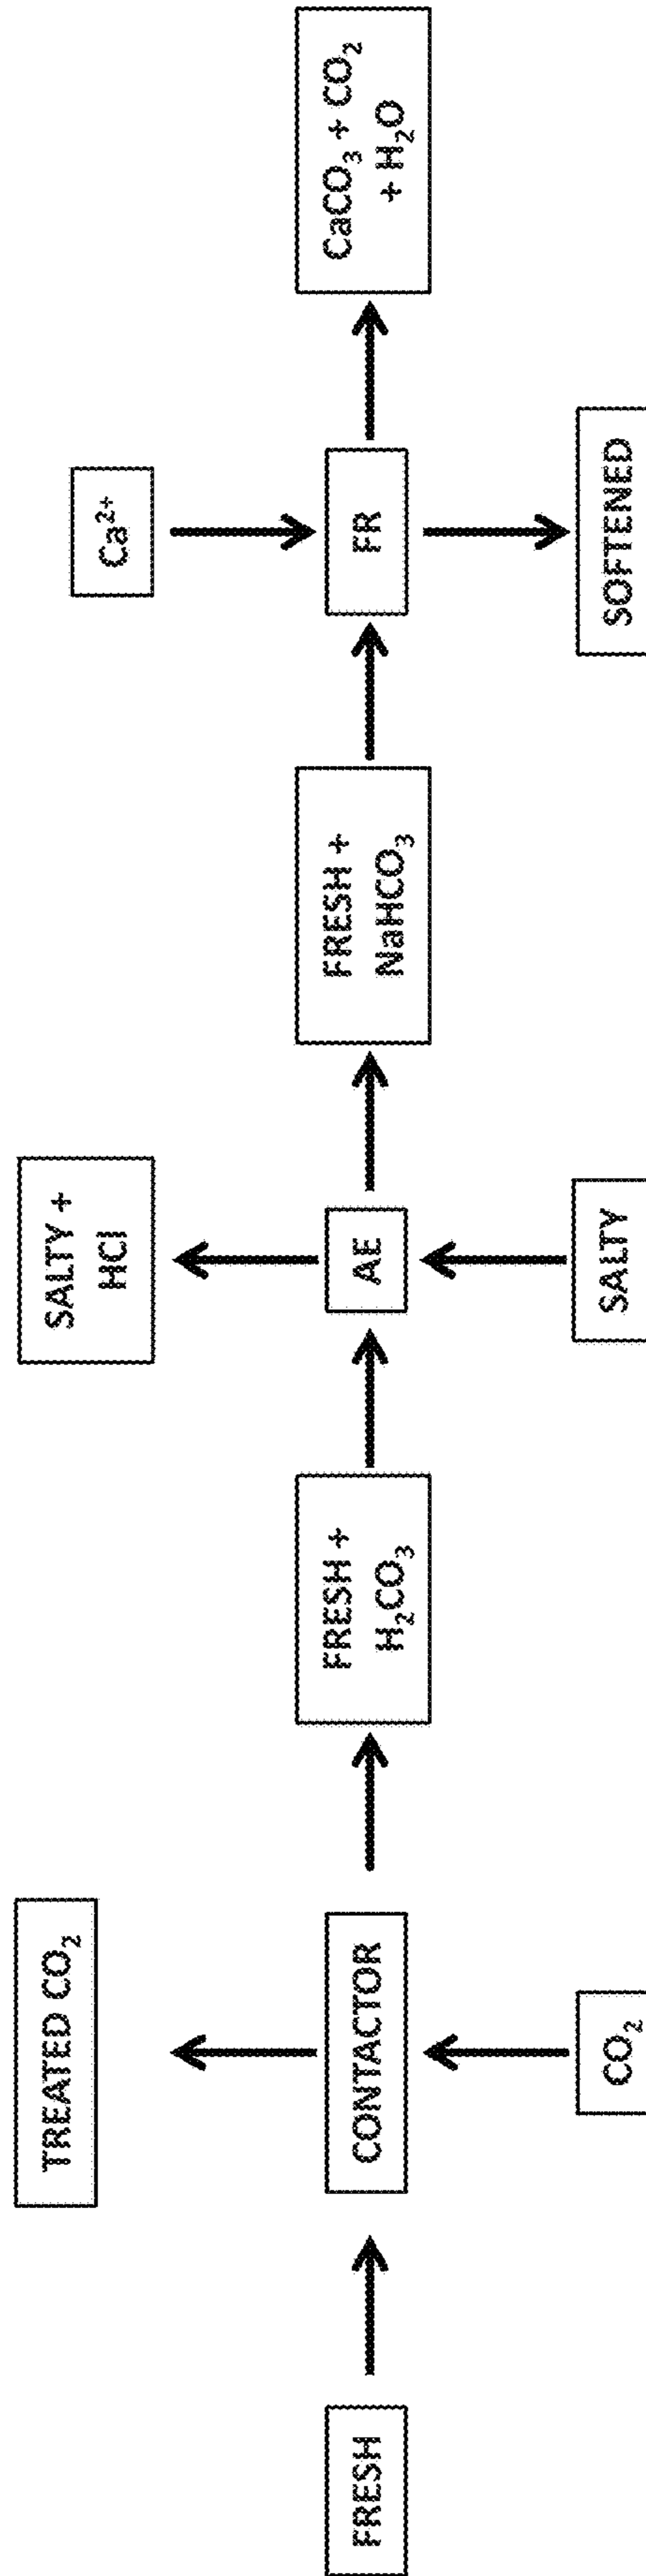 TREATED CO₂
SALTY +
HCl
Ca²⁺
FRESH
CONTACTOR
FRESH +
H₂CO₃
AE
FRESH +
NaHCO₃
FR
CaCO₃ + CO₂
+ H₂O
CO₂
SALTY
SOFTENED